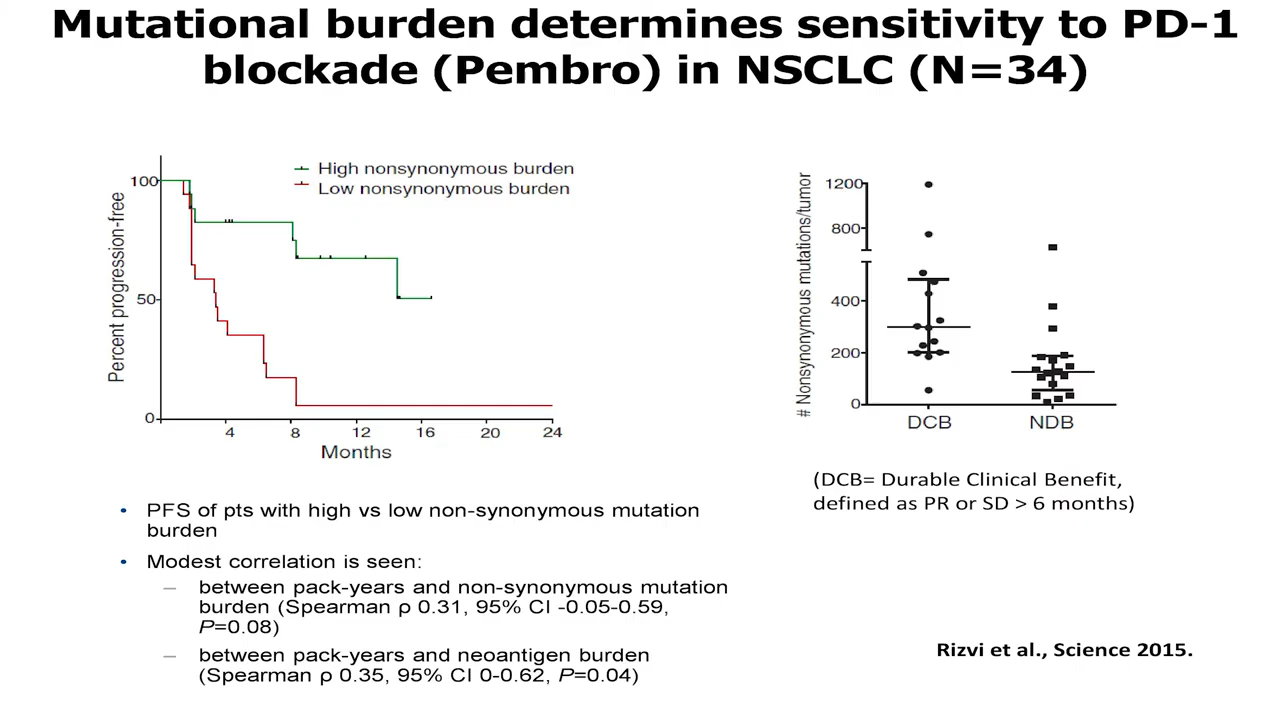 Mutational burden determines sensitivity to PD-1
blockade (Pembro) in NSCLC (N=34)
High nonsynonymous burden
Low nonsynonymous burden
Percent progression-free
100
50
0
4
8
12
16
20
24
Months
# Nonsynonymous mutations/tumor
1200
800
400
200
0
DCB
NDB
(DCB= Durable Clinical Benefit,
defined as PR or SD > 6 months)
• PFS of pts with high vs low non-synonymous mutation
burden
• Modest correlation is seen:
– between pack-years and non-synonymous mutation
burden (Spearman ρ 0.31, 95% CI -0.05-0.59,
P=0.08)
– between pack-years and neoantigen burden
(Spearman ρ 0.35, 95% CI 0-0.62, P=0.04)
Rizvi et al., Science 2015.